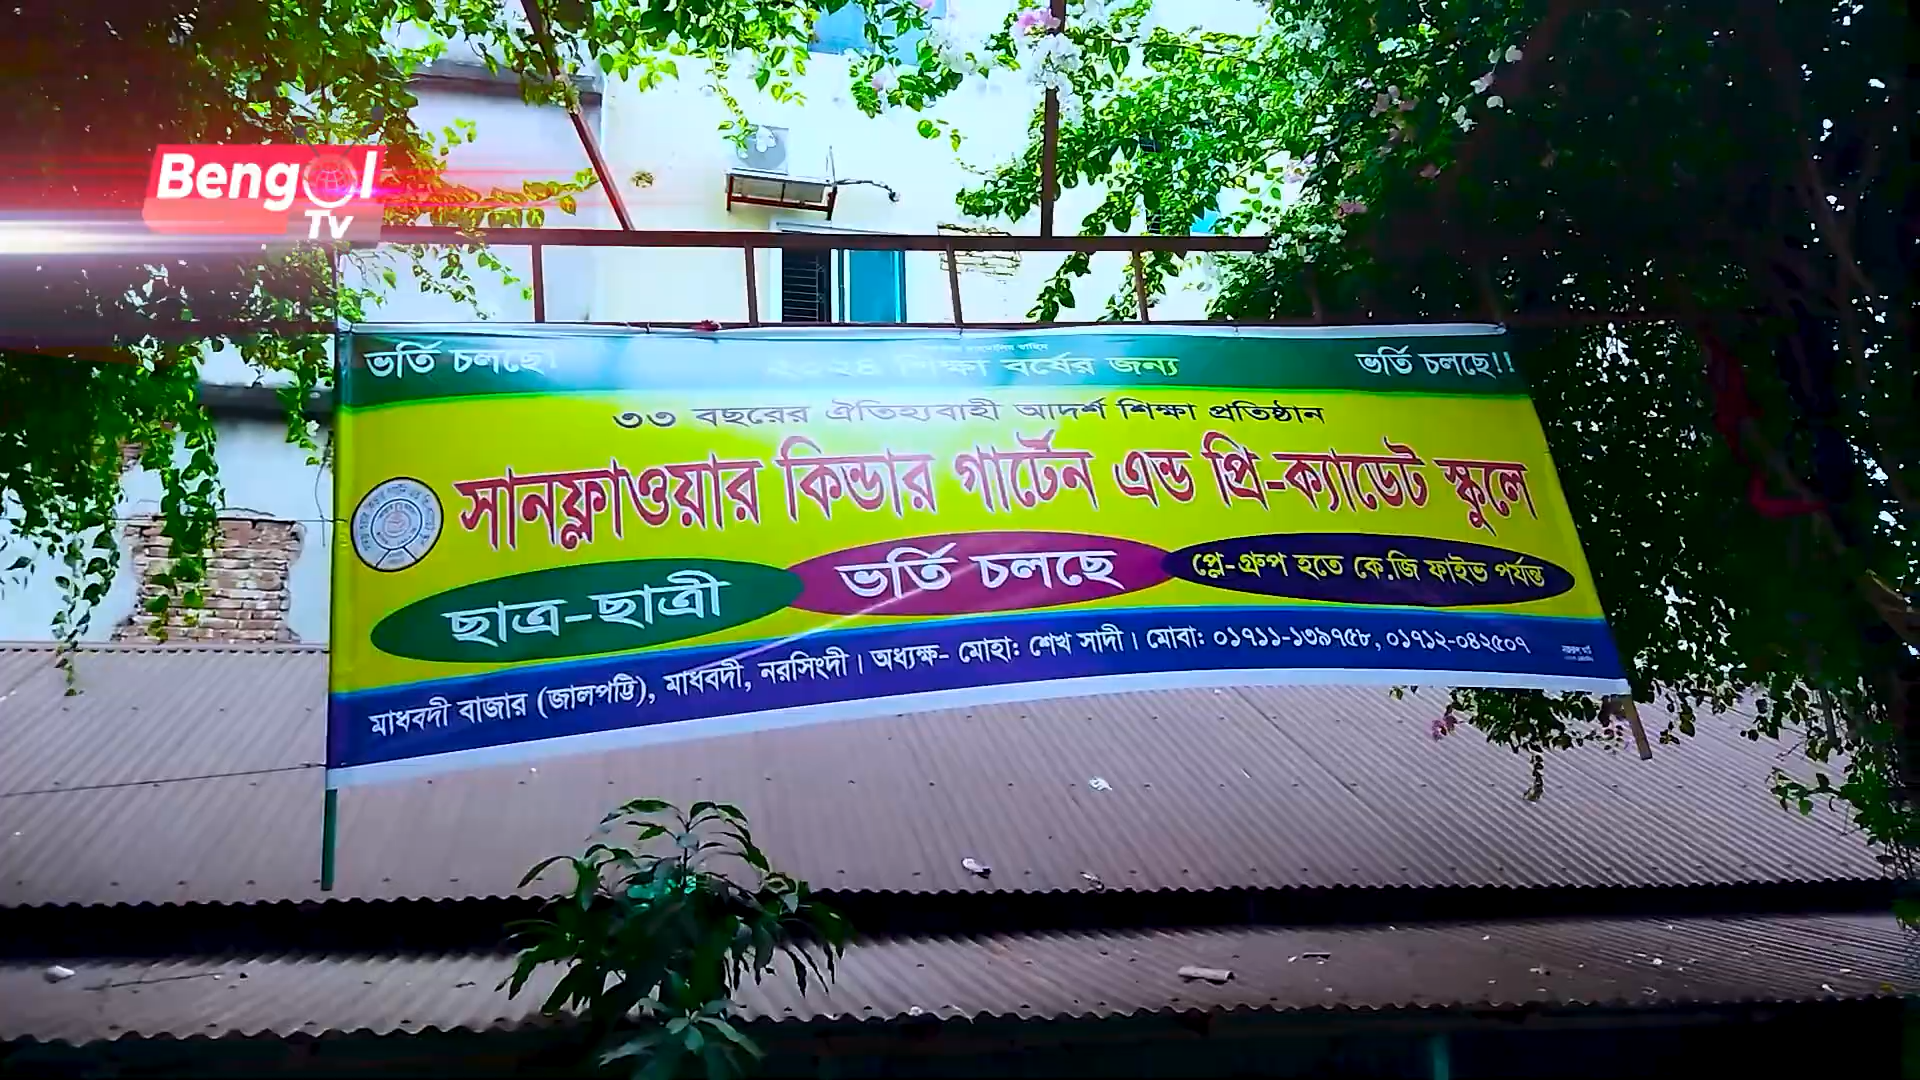 Bengal
Tv
ভর্তি চলছে! ২০২৪ শিক্ষা বর্ষের জন্য ভর্তি চলছে!!
৩৩ বছরের ঐতিহ্যবাহী আদর্শ শিক্ষা প্রতিষ্ঠান
সানফ্লাওয়ার কিন্ডার গার্টেন এন্ড প্রি-ক্যাডেট স্কুলে
ছাত্র-ছাত্রী ভর্তি চলছে প্লে-গ্রুপ হতে কে.জি ফাইভ পর্যন্ত
মাধবদী বাজার (জালপট্টি), মাধবদী, নরসিংদী। অধ্যক্ষ- মোহা: শেখ সাদী। মোবা: ০১৭১১-১৩৯৭৫৮, ০১৭১২-০৪২৫০৭